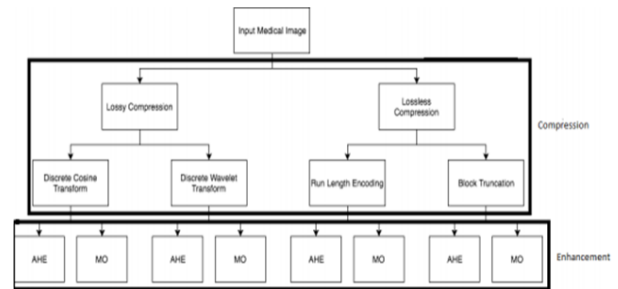 Input Medical Image
Lossy Compression
Lossless
Compression
Compression
Discrete Cosine
Transform
Discrete Wavelet
Transform
Run Length Encoding
Block Truncation
AHE
MO
AHE
MO
AHE
MO
AHE
MO
Enhancement